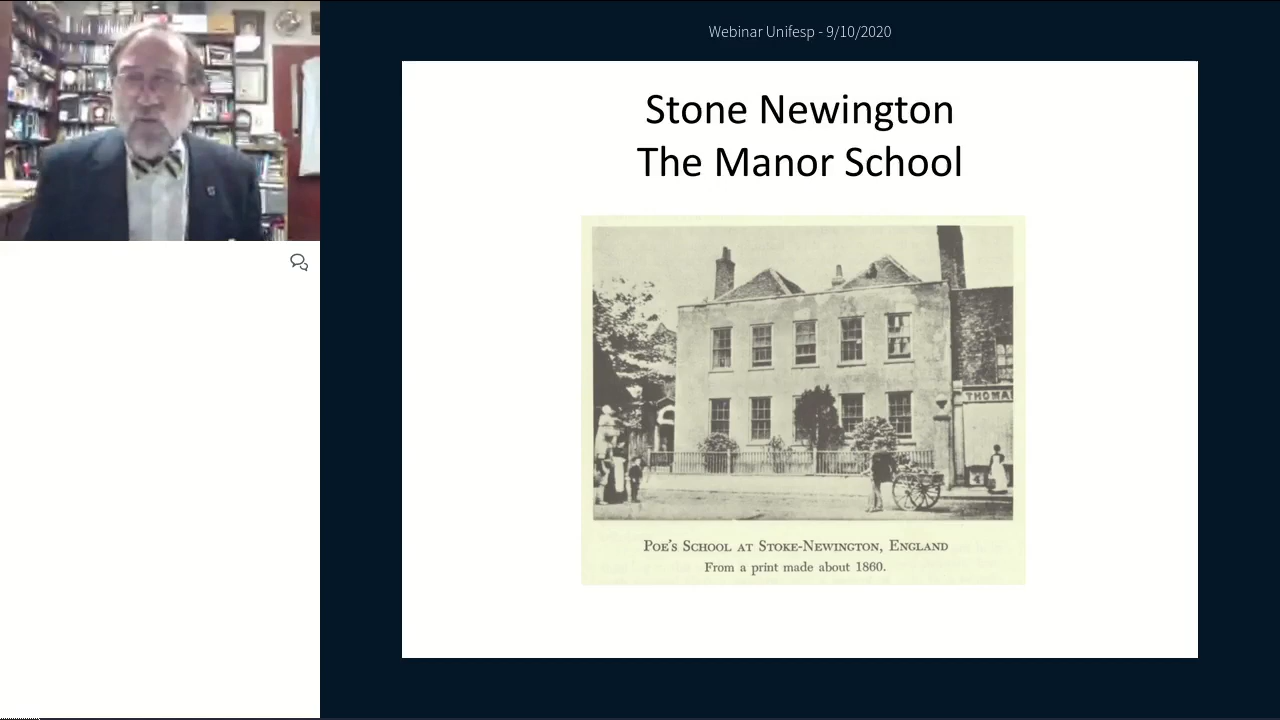 Webinar Unifesp - 9/10/2020
Stone Newington
The Manor School
THOMA
Poe's School at Stoke-Newington, England
From a print made about 1860.